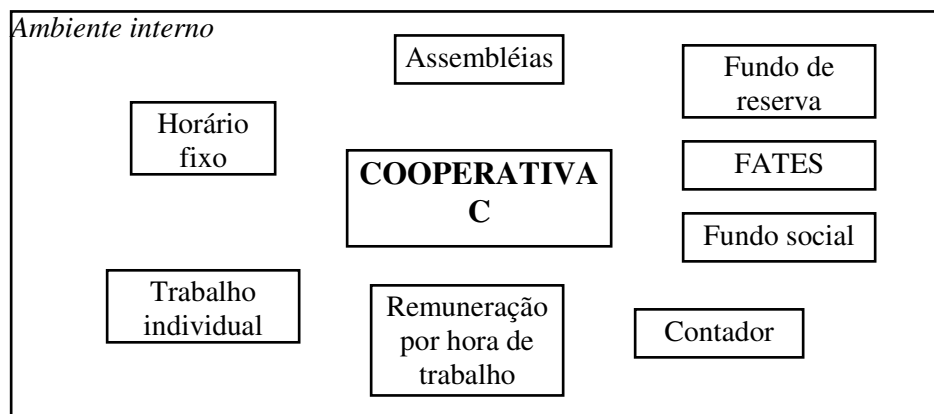 Ambiente interno
Assembléias
Fundo de
reserva
Horário
fixo
COOPERATIVA
C
FATES
Fundo social
Trabalho
individual
Remuneração
por hora de
trabalho
Contador